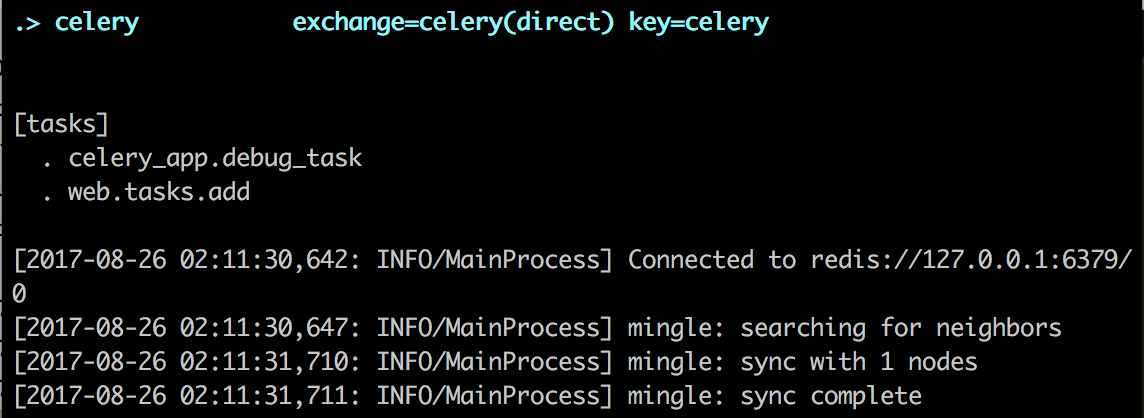 .> celery exchange=celery(direct) key=celery
[tasks]
. celery_app.debug_task
. web.tasks.add
[2017-08-26 02:11:30,642: INFO/MainProcess] Connected to redis://127.0.0.1:6379/
0
[2017-08-26 02:11:30,647: INFO/MainProcess] mingle: searching for neighbors
[2017-08-26 02:11:31,710: INFO/MainProcess] mingle: sync with 1 nodes
[2017-08-26 02:11:31,711: INFO/MainProcess] mingle: sync complete